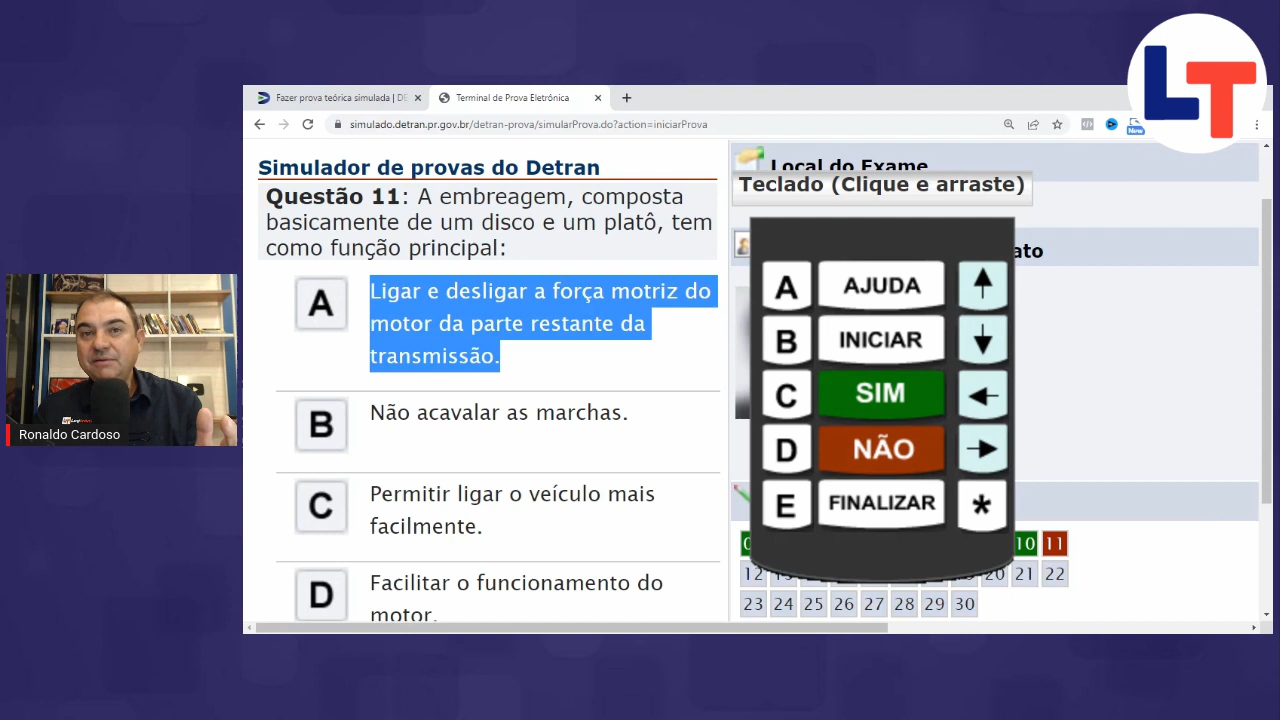 LT
Fazer prova teórica simulada | DE
Terminal de Prova Eletrônica
simulado.detran.pr.gov.br/detran-prova/simularProva.do?action=iniciarProva
New
Simulador de provas do Detran
Questão 11: A embreagem, composta
basicamente de um disco e um platô, tem
como função principal:
A
Ligar e desligar a força motriz do
motor da parte restante da
transmissão.
B
Não acavalar as marchas.
C
Permitir ligar o veículo mais
facilmente.
D
Facilitar o funcionamento do
motor.
Local do Exame
Teclado (Clique e arraste)
ato
A AJUDA
B INICIAR
C SIM
D NÃO
E FINALIZAR *
10 11
12 20 21 22
23 24 25 26 27 28 29 30
Ronaldo Cardoso